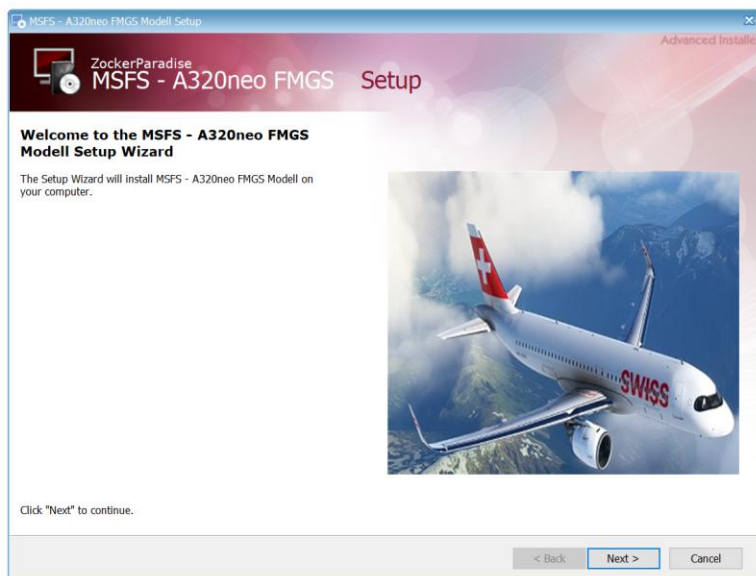 MSFS - A320neo FMGS Modell Setup
Advanced Installer
ZockerParadise
MSFS - A320neo FMGS Setup
Welcome to the MSFS - A320neo FMGS
Modell Setup Wizard
The Setup Wizard will install MSFS - A320neo FMGS Modell on
your computer.
SWISS
Click "Next" to continue.
< Back
Next >
Cancel